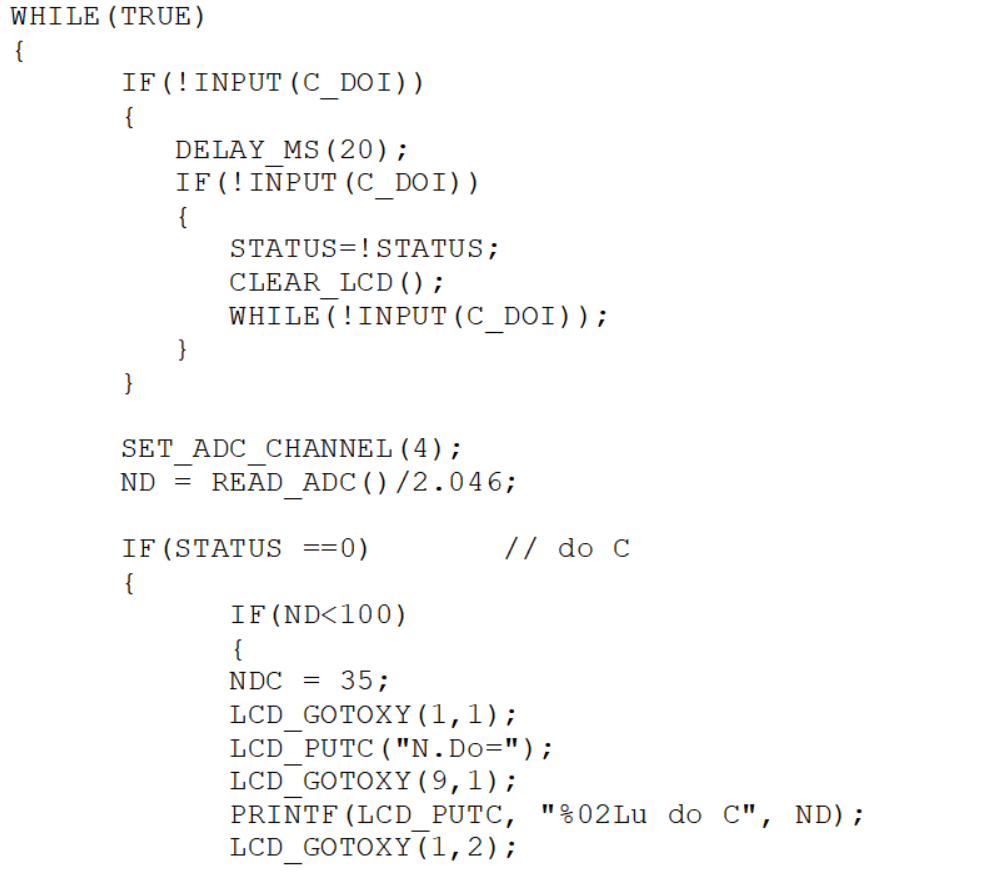 WHILE(TRUE)
{
IF(!INPUT(C_DOI))
{
DELAY_MS(20);
IF(!INPUT(C_DOI))
{
STATUS=!STATUS;
CLEAR_LCD();
WHILE(!INPUT(C_DOI));
}
}
SET_ADC_CHANNEL(4);
ND = READ_ADC()/2.046;
IF(STATUS ==0) // do C
{
IF(ND<100)
{
NDC = 35;
LCD_GOTOXY(1,1);
LCD_PUTC("N.Do=");
LCD_GOTOXY(9,1);
PRINTF(LCD_PUTC, "%02Lu do C", ND);
LCD_GOTOXY(1,2);